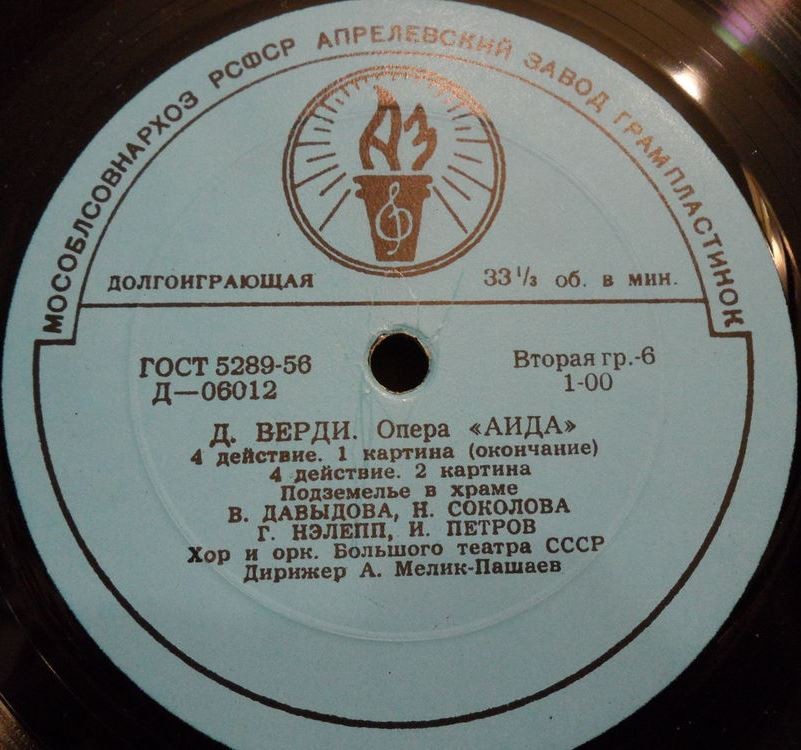 МОСОБЛСОВНАРХОЗ РСФСР АПРЕЛЕВСКИЙ ЗАВОД ГРАМПЛАСТИНОК
АЗ
ДОЛГОИГРАЮЩАЯ 33 1/3 об. в мин.
ГОСТ 5289-56 Вторая гр.-6
Д—06012 1-00
Д. ВЕРДИ. Опера «АИДА»
4 действие. 1 картина (окончание)
4 действие. 2 картина
Подземелье в храме
В. ДАВЫДОВА, Н. СОКОЛОВА
Г. НЭЛЕПП, И. ПЕТРОВ
Хор и орк. Большого театра СССР
Дирижер А. Мелик-Пашаев